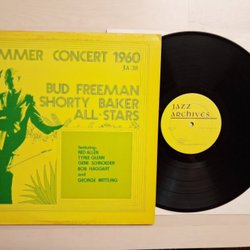 MMER CONCERT 1960
JA-38
BUD FREEMAN
SHORTY BAKER
ALL-STARS
featuring
RED ALLEN
TYREE GLENN
GENE SCHROEDER
BOB HAGGART
and
GEORGE WETTLING
JAZZ
ARCHIVES